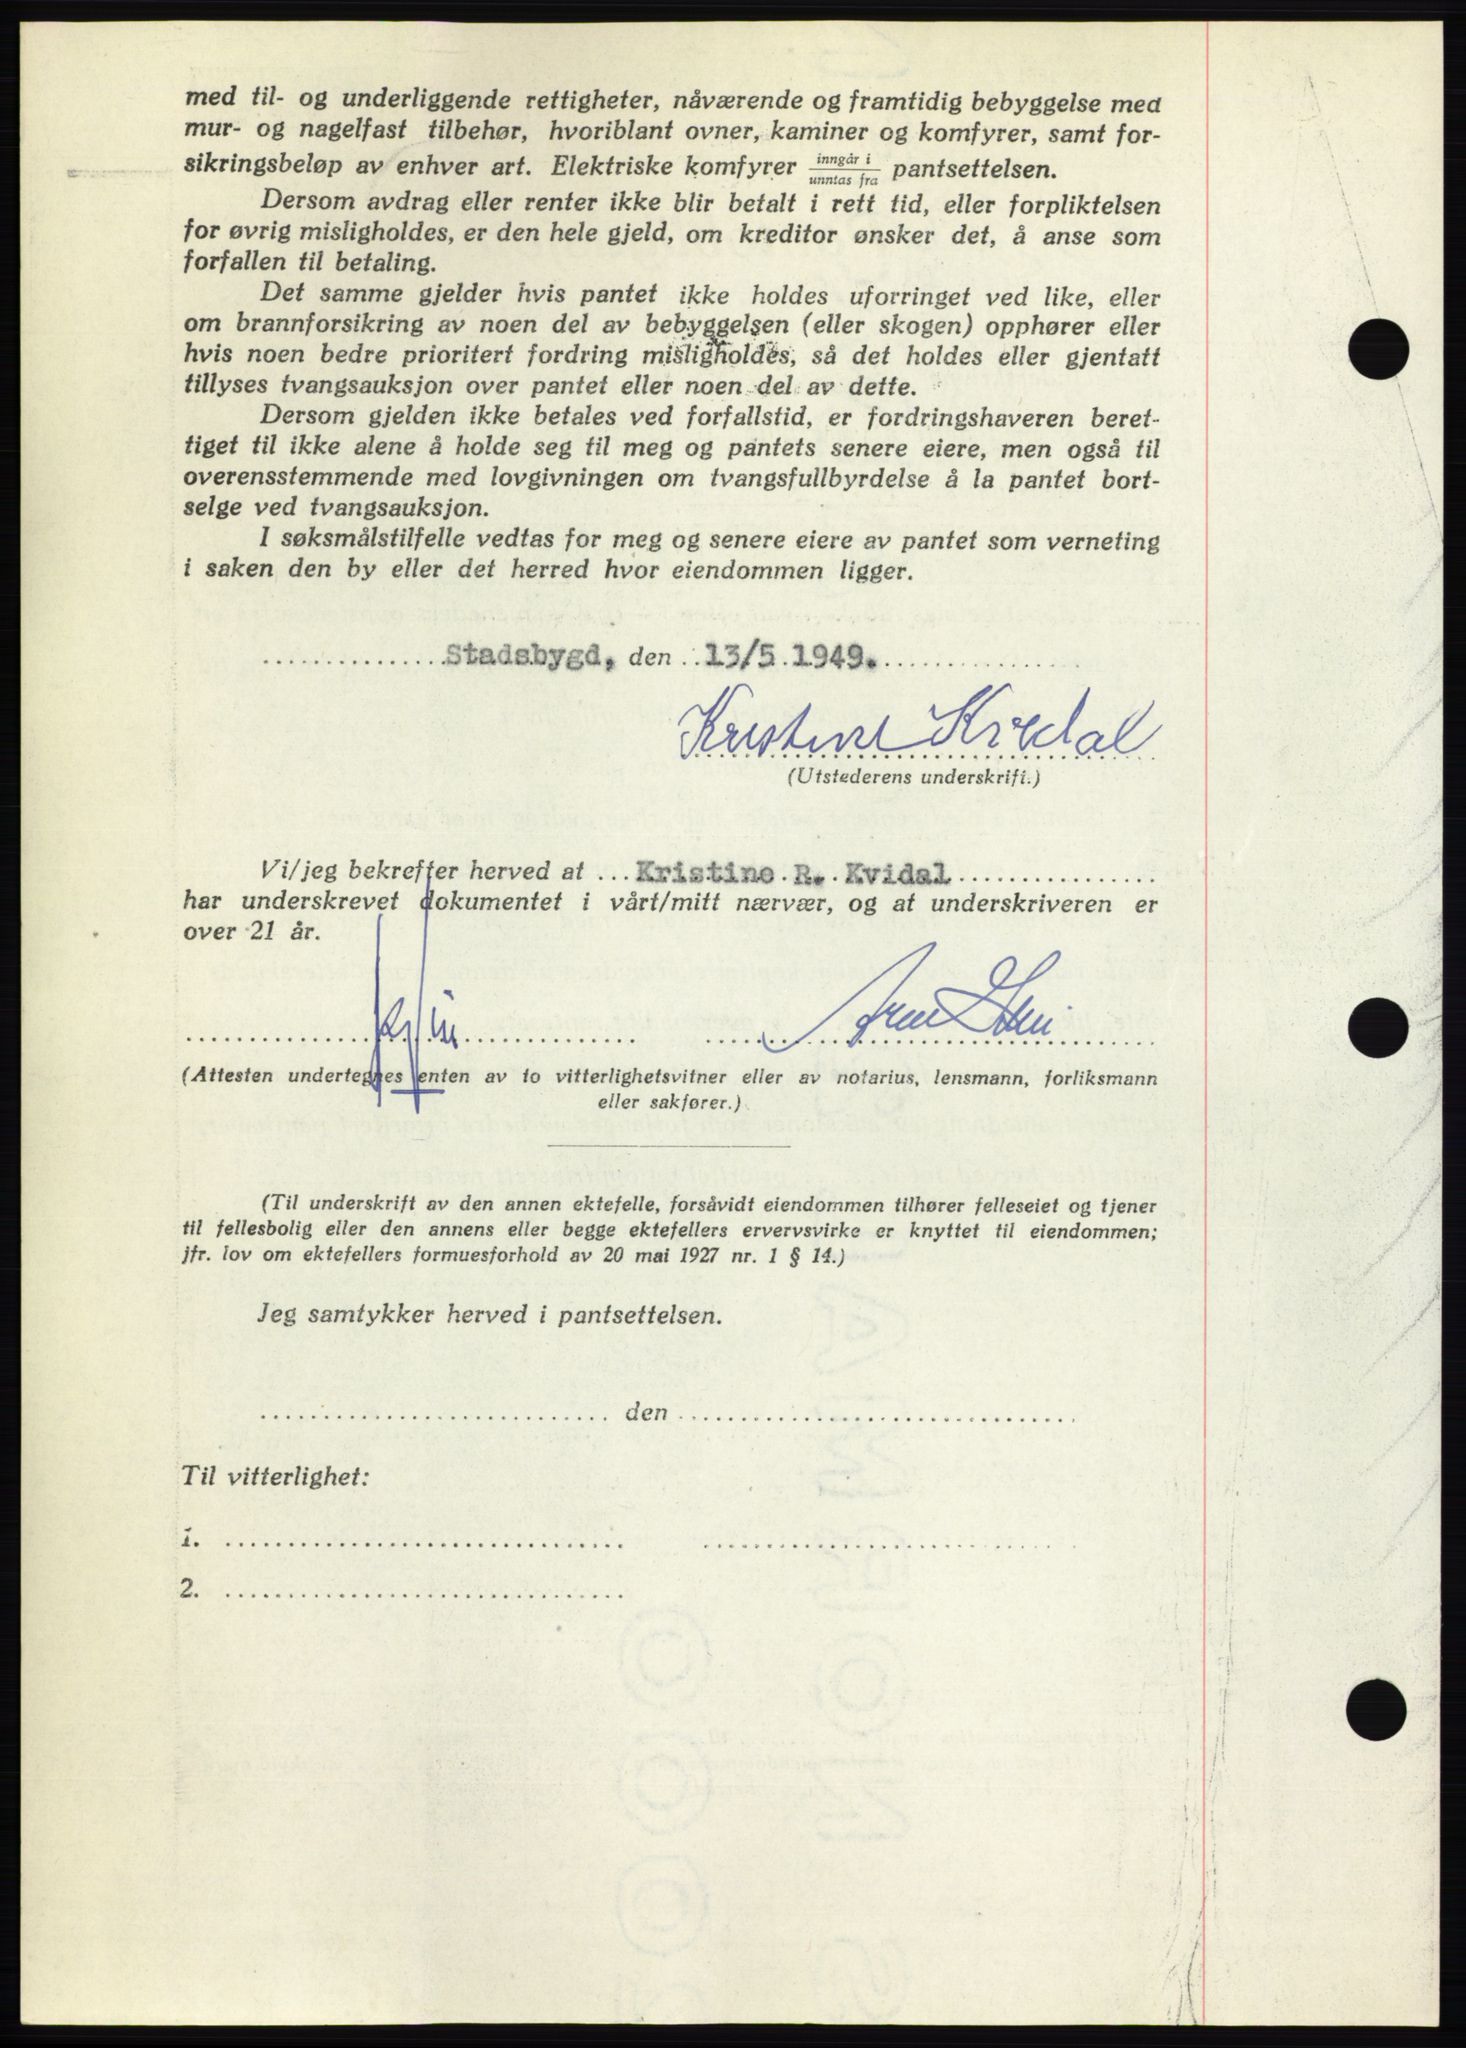 med til- og underliggende rettigheter, nåværende og framtidig bebyggelse med
mur- og nagelfast tilbehør, hvoriblant ovner, kaminer og komfyrer, samt for-
sikringsbeløp av enhver art. Elektriske komfyrer inngår i / unntas fra pantsettelsen.
Dersom avdrag eller renter ikke blir betalt i rett tid, eller forpliktelsen
for øvrig misligholdes, er den hele gjeld, om kreditor ønsker det, å anse som
forfallen til betaling.
Det samme gjelder hvis pantet ikke holdes uforringet ved like, eller
om brannforsikring av noen del av bebyggelsen (eller skogen) opphører eller
hvis noen bedre prioritert fordring misligholdes, så det holdes eller gjentatt
tillyses tvangsauksjon over pantet eller noen del av dette.
Dersom gjelden ikke betales ved forfallstid, er fordringshaveren beret-
tiget til ikke alene å holde seg til meg og pantets senere eiere, men også til
overensstemmende med lovgivningen om tvangsfullbyrdelse å la pantet bort-
selge ved tvangsauksjon.
I søksmålstilfelle vedtas for meg og senere eiere av pantet som verneting
i saken den by eller det herred hvor eiendommen ligger.
Stadsbygd, den 13/5 1949.
Kristine Kvedal
(Utstederens underskrift.)
Vi/jeg bekrefter herved at Kristine R. Kvidal
har underskrevet dokumentet i vårt/mitt nærvær, og at underskriveren er
over 21 år.
(Attesten undertegnes enten av to vitterlighetsvitner eller av notarius, lensmann, forliksmann
eller sakfører.)
(Til underskrift av den annen ektefelle, forsåvidt eiendommen tilhører felleseiet og tjener
til fellesbolig eller den annens eller begge ektefellers ervervsvirke er knyttet til eiendommen;
jfr. lov om ektefellers formuesforhold av 20 mai 1927 nr. 1 § 14.)
Jeg samtykker herved i pantsettelsen.
den
Til vitterlighet:
1.
2.